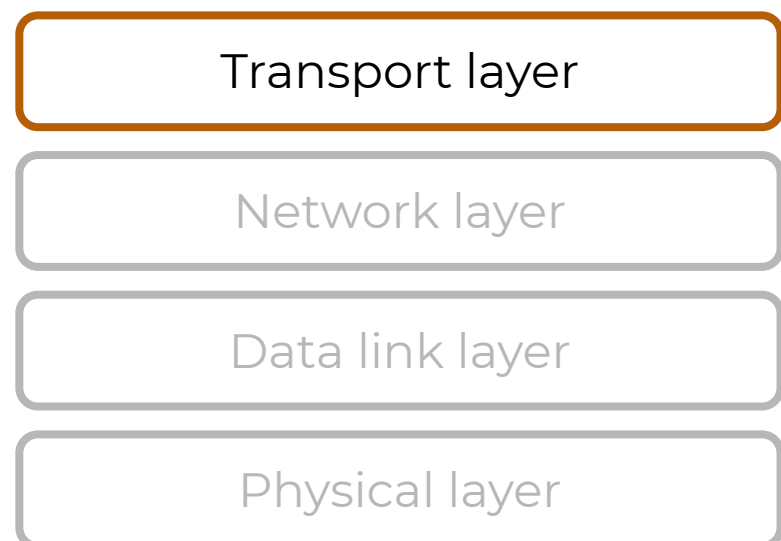 Transport layer
Network layer
Data link layer
Physical layer